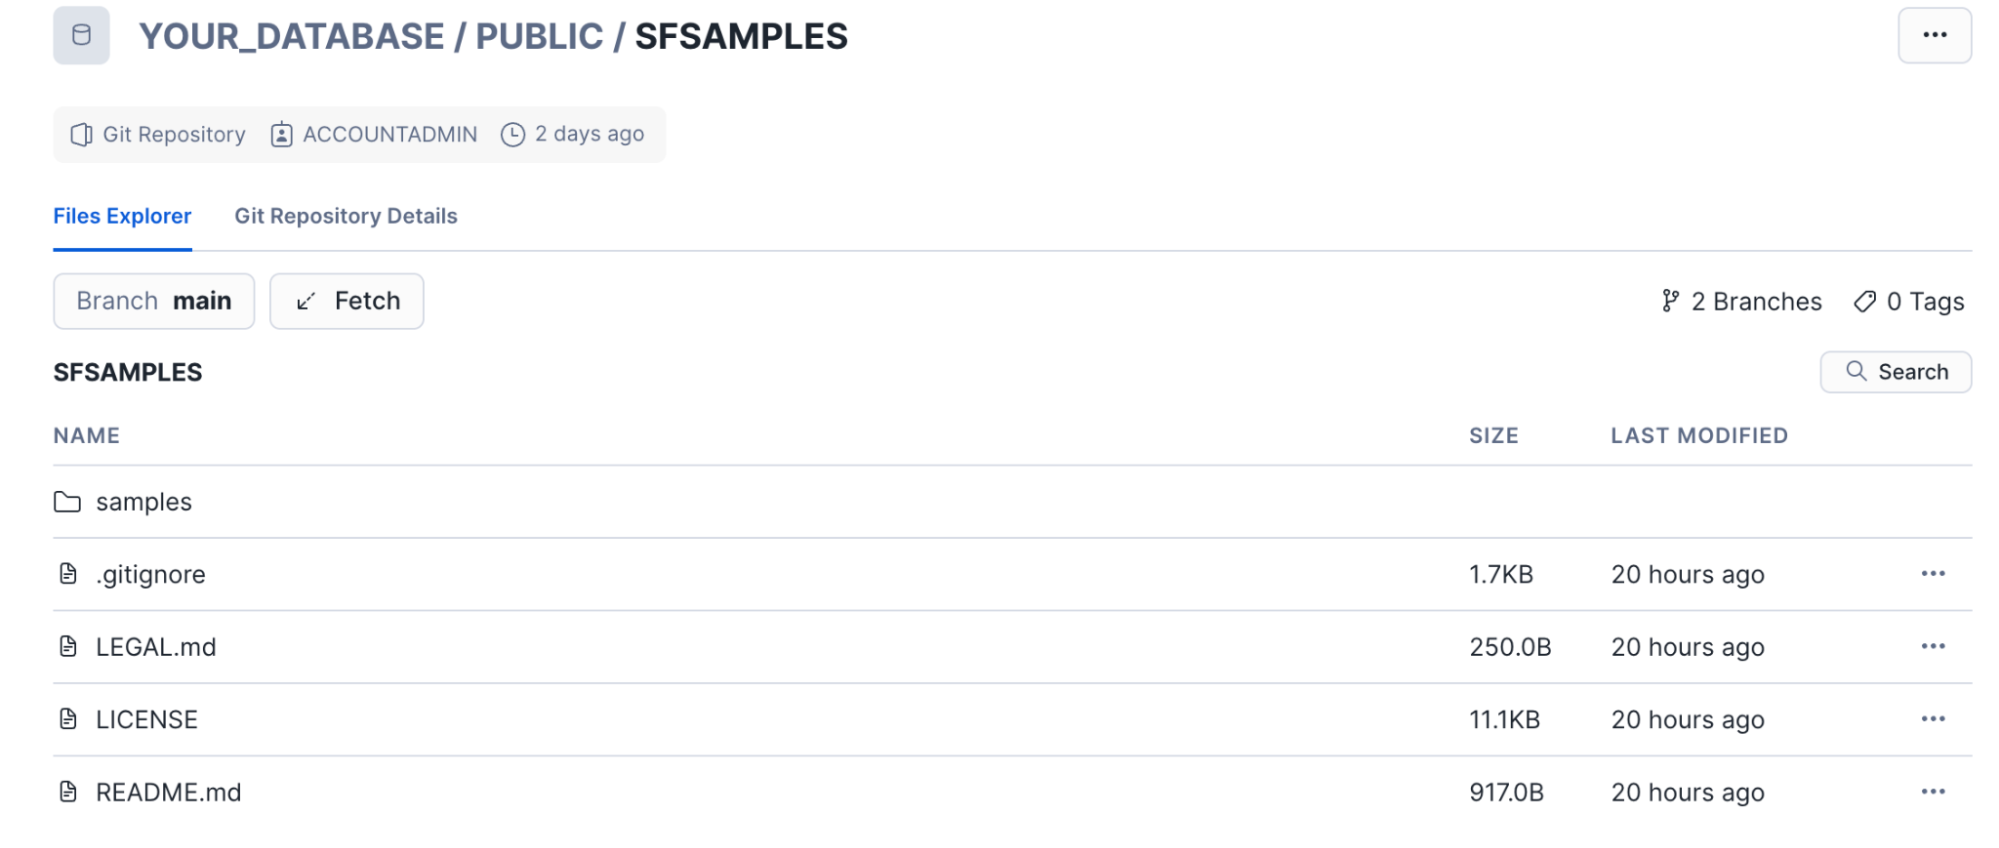 YOUR_DATABASE / PUBLIC / SFSAMPLES
Git Repository ACCOUNTADMIN 2 days ago
Files Explorer Git Repository Details
Branch main Fetch 2 Branches 0 Tags
SFSAMPLES Search
NAME SIZE LAST MODIFIED
samples
.gitignore 1.7KB 20 hours ago
LEGAL.md 250.0B 20 hours ago
LICENSE 11.1KB 20 hours ago
README.md 917.0B 20 hours ago